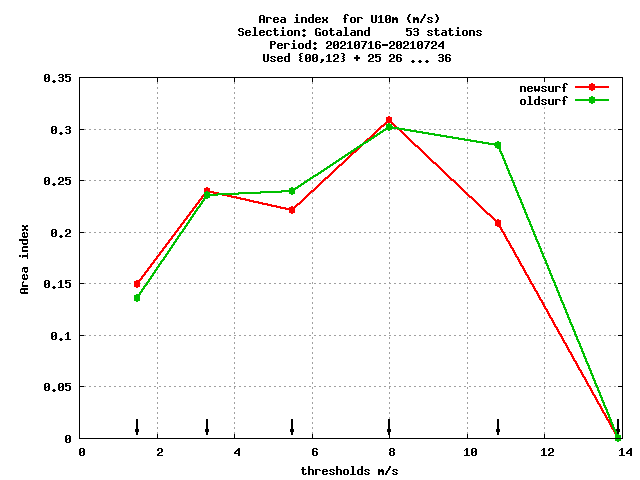 Area index  for U10m (m/s)
Selection: Gotaland     53 stations
Period: 20210716-20210724
Used {00,12} + 25 26 ... 36
newsurf
oldsurf
0.35
0.3
0.25
0.2
0.15
0.1
0.05
0
Area index
0 2 4 6 8 10 12 14
thresholds m/s